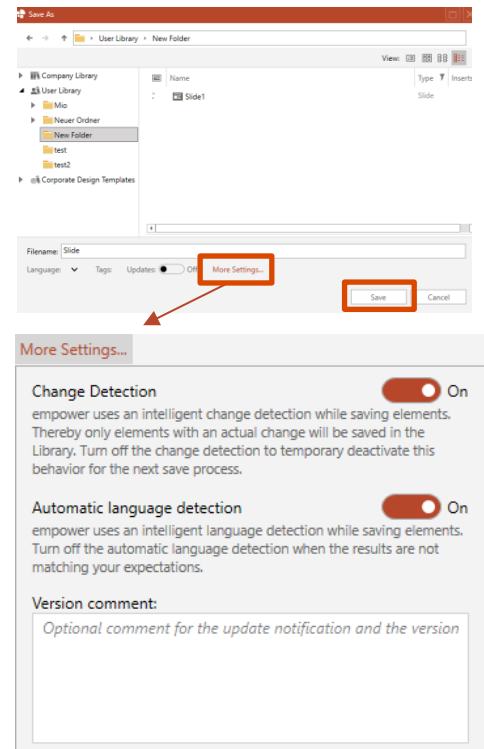 Save As
User Library › New Folder
View:
Company Library
Name
Type
Inserts
User Library
Slide1
Slide
Mio
Neuer Ordner
New Folder
test
test2
Corporate Design Templates
Filename: Slide
Language: Tags: Updates: Off More Settings...
Save Cancel
More Settings...
Change Detection On
empower uses an intelligent change detection while saving elements.
Thereby only elements with an actual change will be saved in the
Library. Turn off the change detection to temporary deactivate this
behavior for the next save process.
Automatic language detection On
empower uses an intelligent language detection while saving elements.
Turn off the automatic language detection when the results are not
matching your expectations.
Version comment:
Optional comment for the update notification and the version